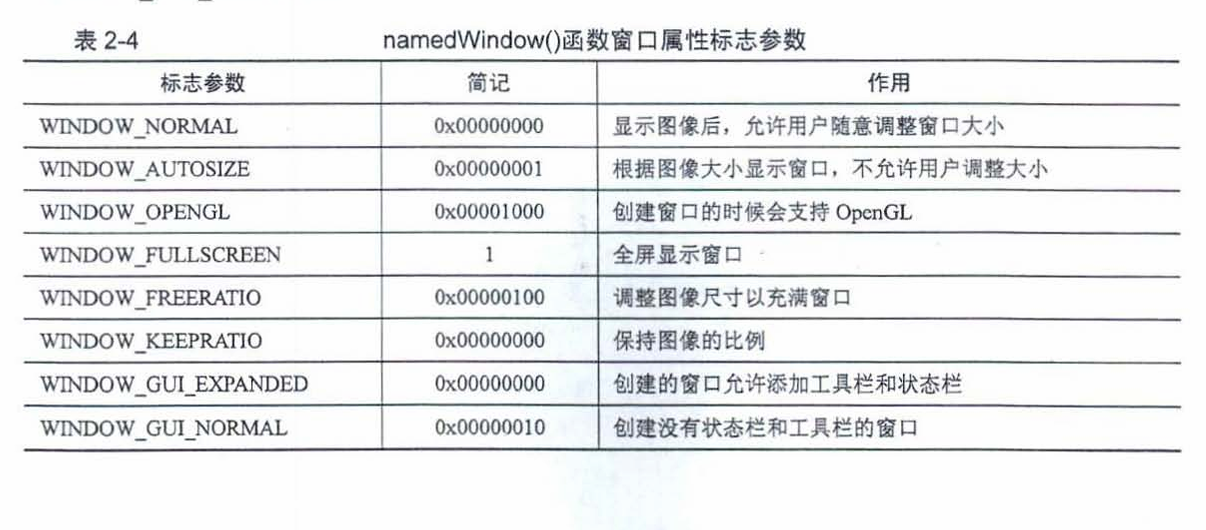 表 2-4 namedWindow()函数窗口属性标志参数
标志参数 简记 作用
WINDOW_NORMAL 0x00000000 显示图像后，允许用户随意调整窗口大小
WINDOW_AUTOSIZE 0x00000001 根据图像大小显示窗口，不允许用户调整大小
WINDOW_OPENGL 0x00001000 创建窗口的时候会支持 OpenGL
WINDOW_FULLSCREEN 1 全屏显示窗口
WINDOW_FREERATIO 0x00000100 调整图像尺寸以充满窗口
WINDOW_KEEPRATIO 0x00000000 保持图像的比例
WINDOW_GUI_EXPANDED 0x00000000 创建的窗口允许添加工具栏和状态栏
WINDOW_GUI_NORMAL 0x00000010 创建没有状态栏和工具栏的窗口